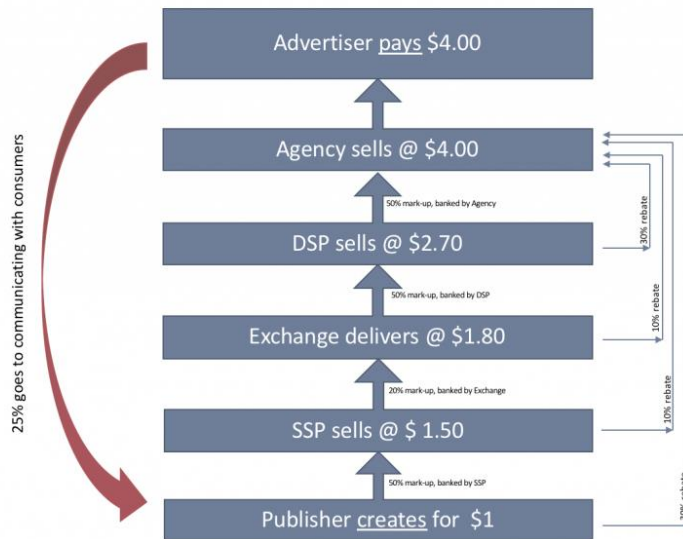 Advertiser pays $4.00
Agency sells @ $4.00
50% mark-up, banked by Agency
DSP sells @ $2.70
50% mark-up, banked by DSP
Exchange delivers @ $1.80
20% mark-up, banked by Exchange
SSP sells @ $ 1.50
50% mark-up, banked by SSP
Publisher creates for $1
25% goes to communicating with consumers
30% rebate
10% rebate
10% rebate
rebate